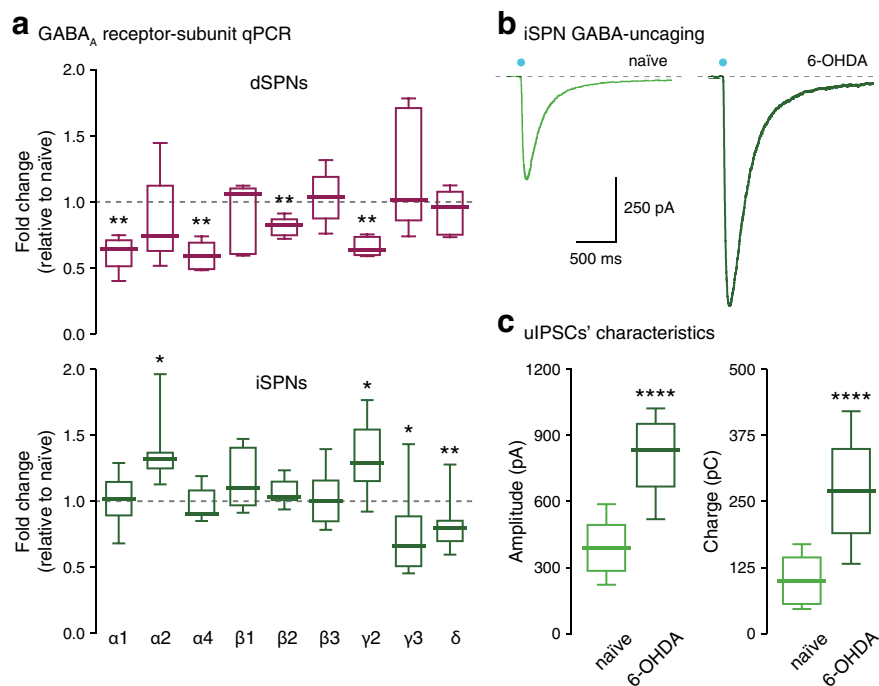 a GABAA receptor-subunit qPCR
dSPNs
Fold change
(relative to naïve)
2.0
1.5
1.0
0.5
0.0
** ** ** **
iSPNs
Fold change
(relative to naïve)
2.0
1.5
1.0
0.5
0.0
* * * **
α1 α2 α4 β1 β2 β3 γ2 γ3 δ
b iSPN GABA-uncaging
naïve 6-OHDA
250 pA
500 ms
c uIPSCs’ characteristics
Amplitude (pA)
1200
900
600
300
0
****
naïve 6-OHDA
Charge (pC)
500
375
250
125
0
****
naïve 6-OHDA